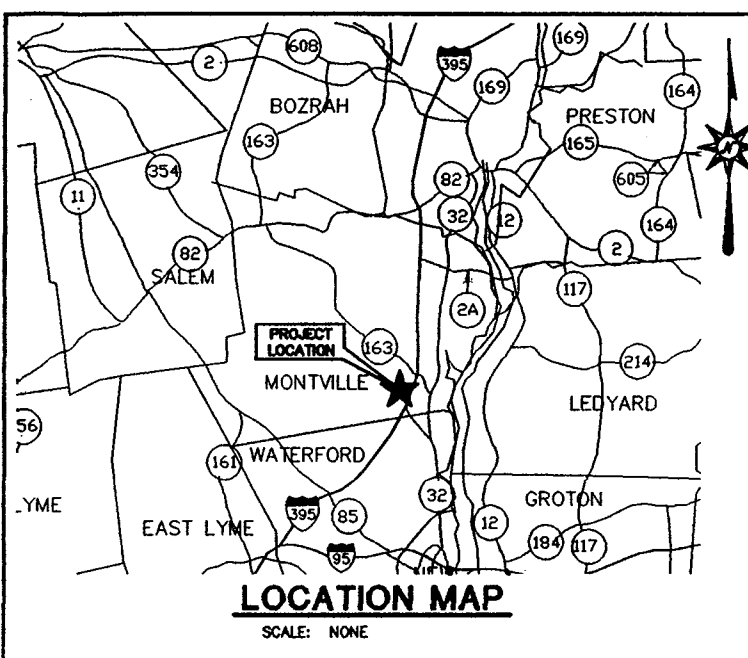 608
169
2
395
BOZRAH
169
164
PRESTON
163
165
354
82
605
11
32
12
164
82
2
SALEM
117
2A
PROJECT
LOCATION
163
214
MONTVILLE
LEDYARD
56
WATERFORD
161
32
GROTON
395
85
12
YME
EAST LYME
184
117
95
N
LOCATION MAP
SCALE: NONE